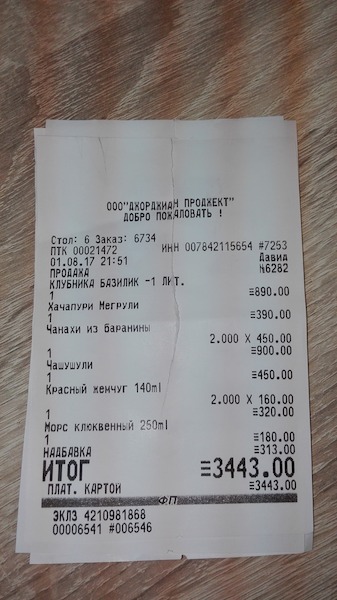 ООО"ДЖОРДЖИАН ПРОДЖЕКТ"
ДОБРО ПОЖАЛОВАТЬ !
Стол: 6 Заказ: 6734
ПТК 00021472 ИНН 007842115654 #7253
01.08.17 21:51 Давид
ПРОДАЖА №6282
КЛУБНИКА БАЗИЛИК -1 ЛИТ.
1 ≡890.00
Хачапури Мегрули
1 ≡390.00
Чанахи из баранины
2.000 X 450.00
1 ≡900.00
Чашушули
1 ≡450.00
Красный жемчуг 140ml
2.000 X 160.00
1 ≡320.00
Морс клюквенный 250ml
1 ≡180.00
НАДБАВКА ≡313.00
ИТОГ ≡3443.00
ПЛАТ. КАРТОЙ ≡3443.00
ФП
ЭКЛЗ 4210981868
00006541 #006546